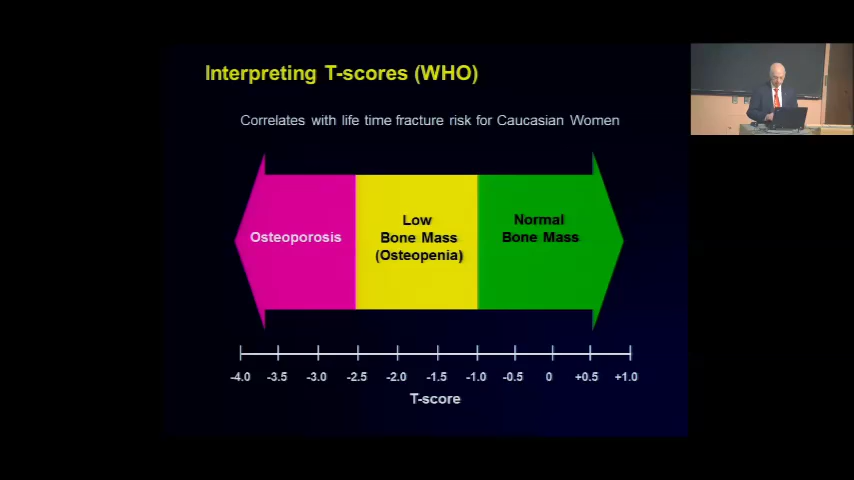 Interpreting T-scores (WHO)
Correlates with life time fracture risk for Caucasian Women
Osteoporosis
Low
Bone Mass
(Osteopenia)
Normal
Bone Mass
-4.0 -3.5 -3.0 -2.5 -2.0 -1.5 -1.0 -0.5 0 +0.5 +1.0
T-score